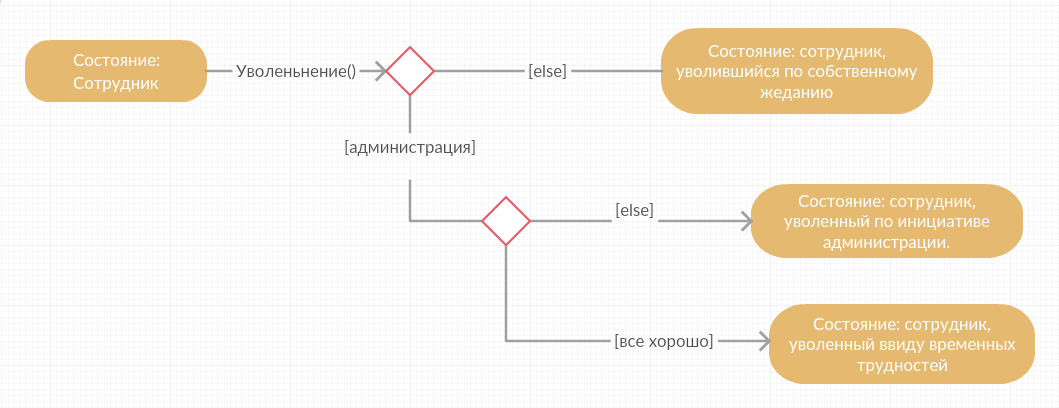 Состояние:
Сотрудник
Уволеньнение()
[else]
Состояние: сотрудник,
уволившийся по собственному
жеданию
[администрация]
[else]
Состояние: сотрудник,
уволенный по инициативе
администрации.
[все хорошо]
Состояние: сотрудник,
уволенный ввиду временных
трудностей